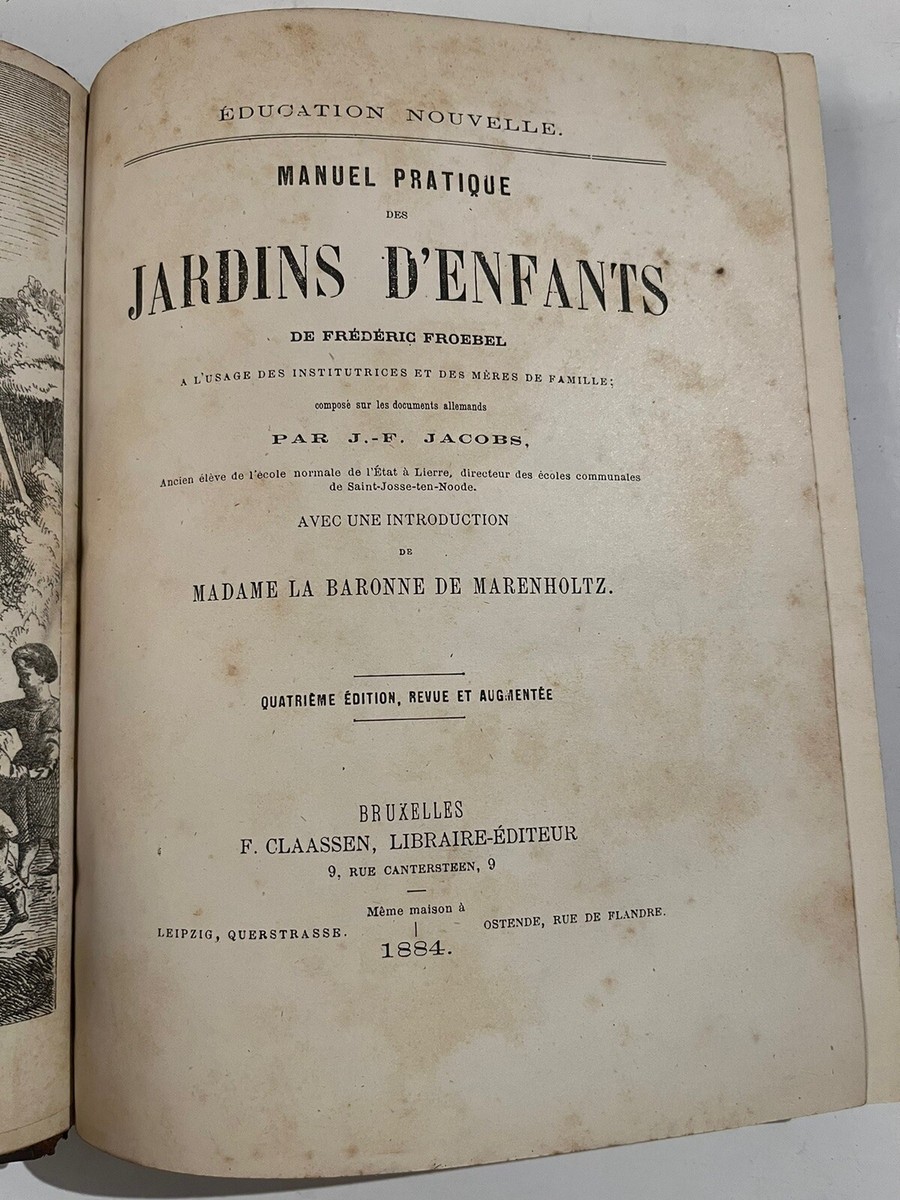 ÉDUCATION NOUVELLE.
MANUEL PRATIQUE
DES
JARDINS D'ENFANTS
DE FRÉDÉRIC FROEBEL
A L'USAGE DES INSTITUTRICES ET DES MÈRES DE FAMILLE;
composé sur les documents allemands
PAR J.-F. JACOBS,
Ancien élève de l'école normale de l'État à Lierre, directeur des écoles communales
de Saint-Josse-ten-Noode.
AVEC UNE INTRODUCTION
DE
MADAME LA BARONNE DE MARENHOLTZ.
QUATRIÈME ÉDITION, REVUE ET AUGMENTÉE
BRUXELLES
F. CLAASSEN, LIBRAIRE-ÉDITEUR
9, RUE CANTERSTEEN, 9
Même maison à
LEIPZIG, QUERSTRASSE. OSTENDE, RUE DE FLANDRE.
1884.